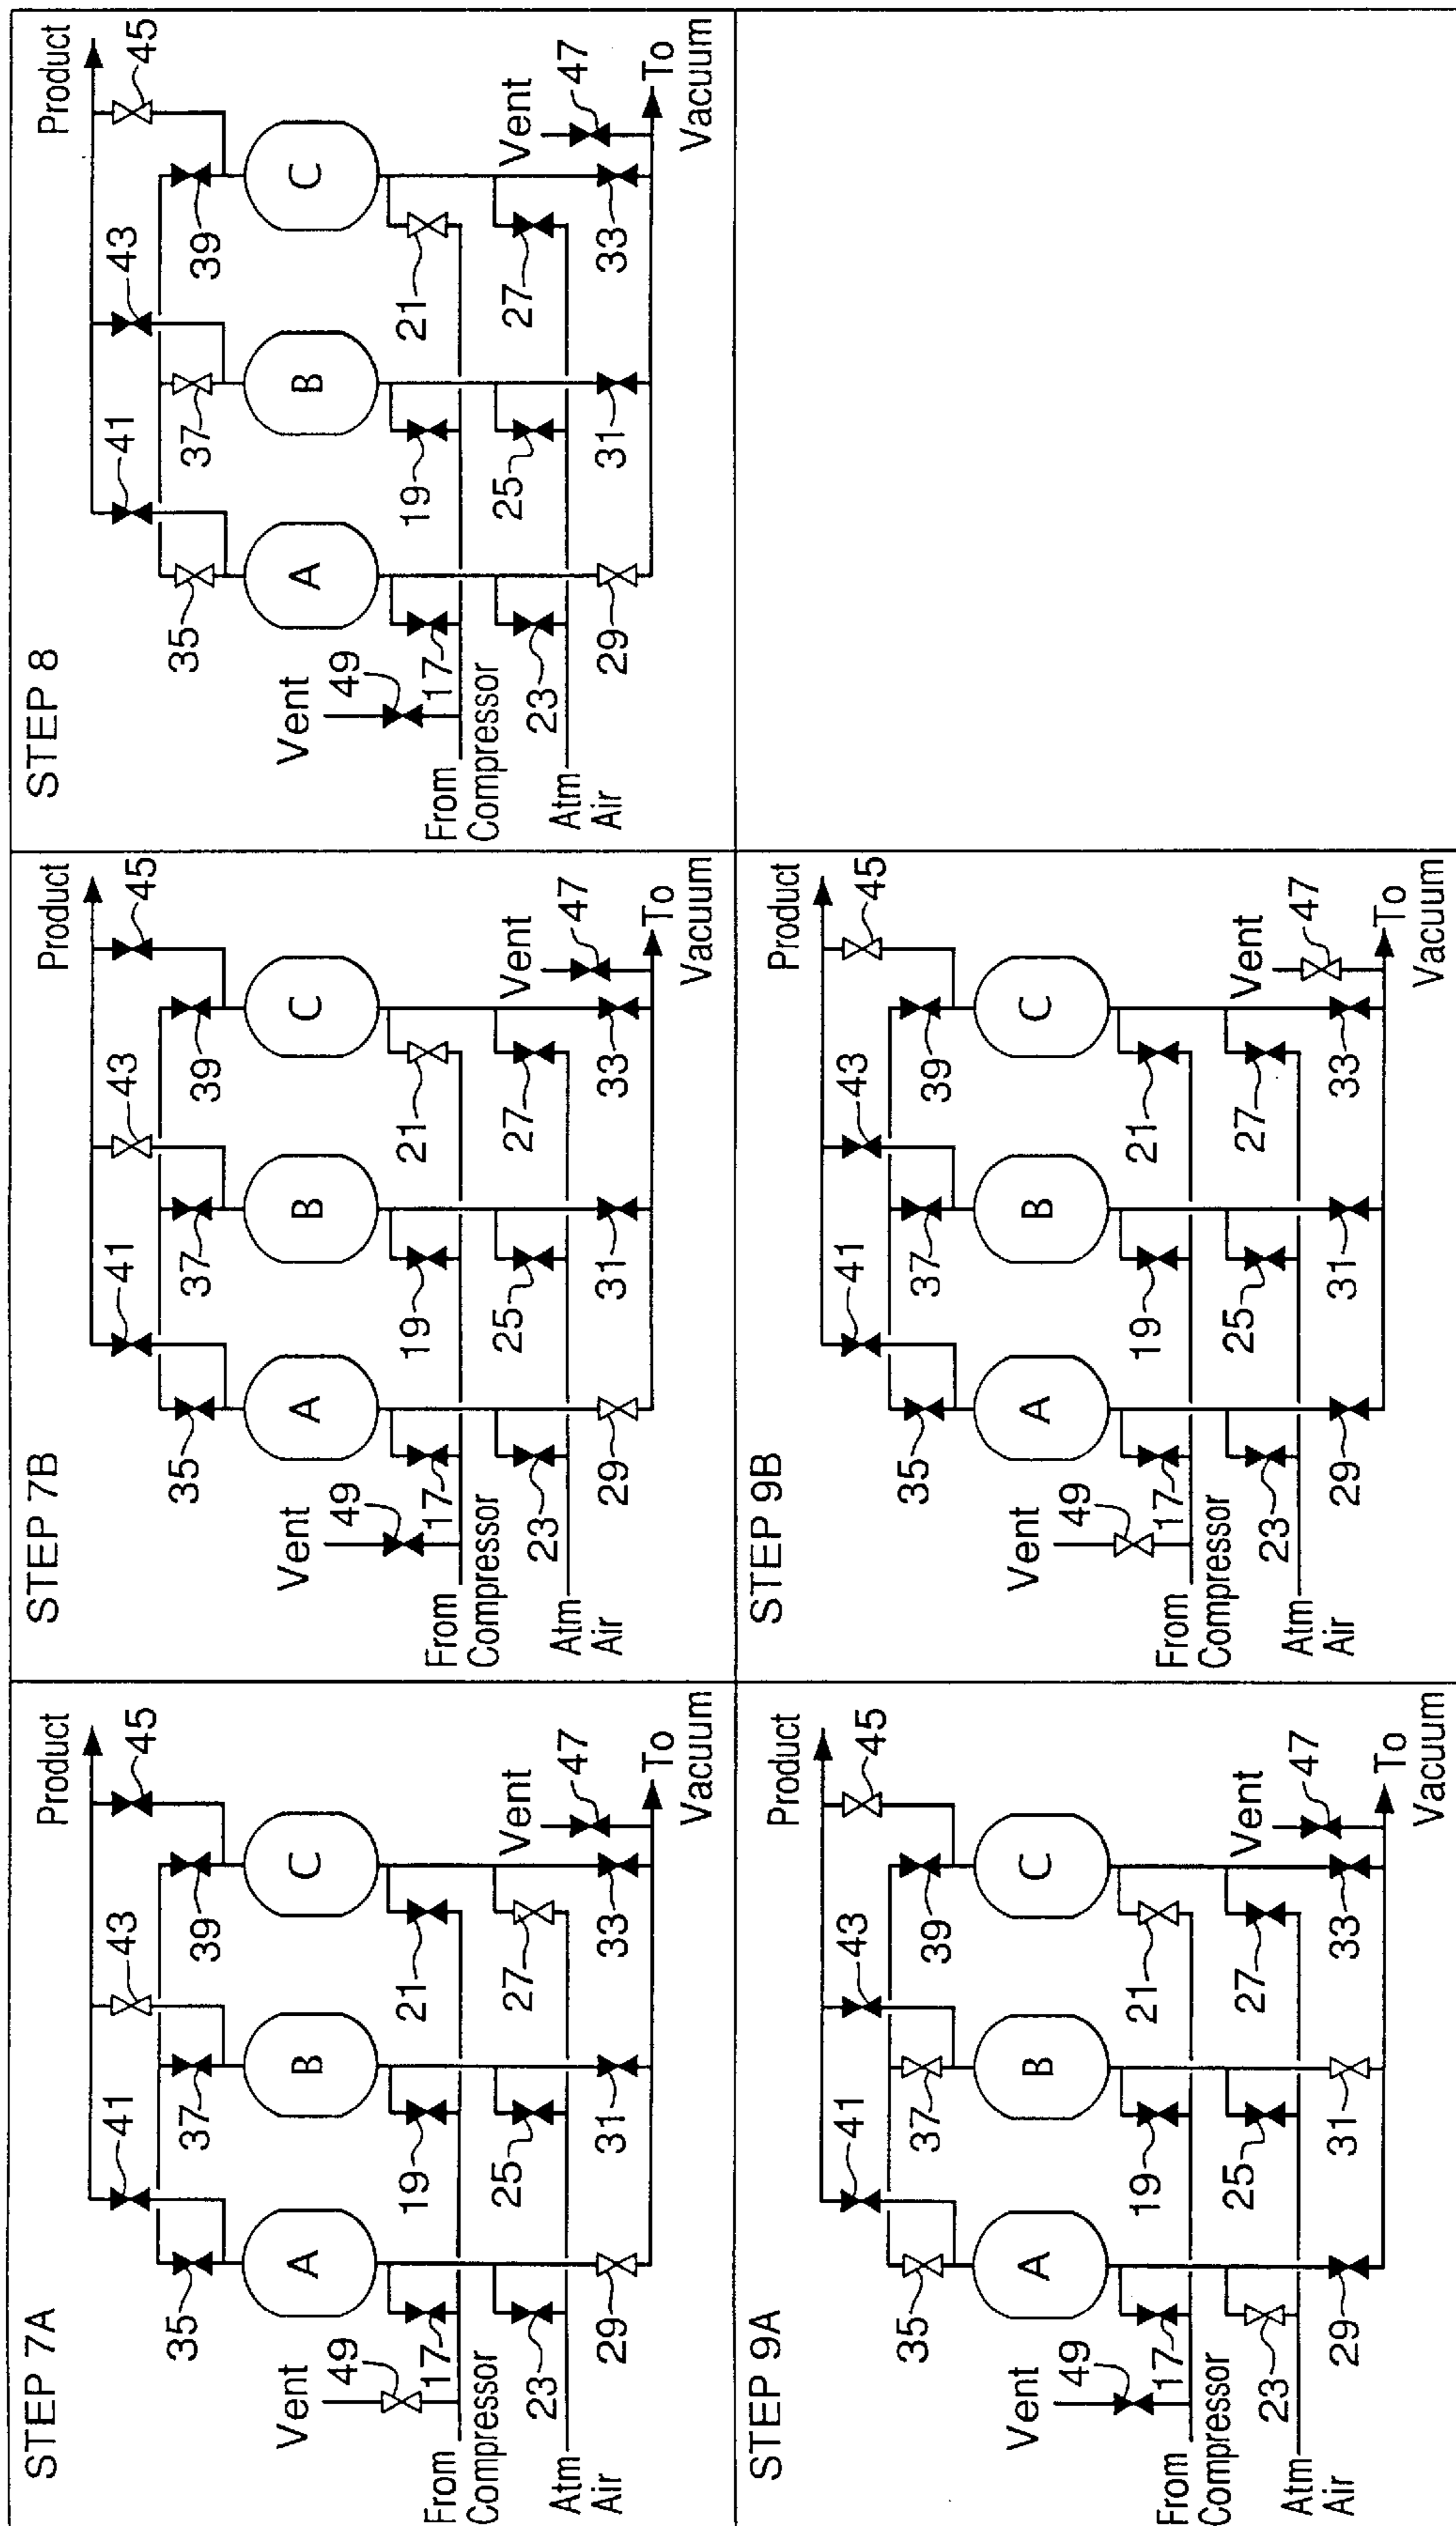 STEP 7A
Product
41
43
45
35
37
39
A
B
C
Vent
49
17
19
21
From
Compressor
Vent
47
23
25
27
Atm
Air
29
31
33
To
Vacuum
STEP 7B
Product
41
43
45
35
37
39
A
B
C
Vent
49
17
19
21
From
Compressor
Vent
47
23
25
27
Atm
Air
29
31
33
To
Vacuum
STEP 8
Product
41
43
45
35
37
39
A
B
C
Vent
49
17
19
21
From
Compressor
Vent
47
23
25
27
Atm
Air
29
31
33
To
Vacuum
STEP 9A
Product
41
43
45
35
37
39
A
B
C
Vent
49
17
19
21
From
Compressor
Vent
47
23
25
27
Atm
Air
29
31
33
To
Vacuum
STEP 9B
Product
41
43
45
35
37
39
A
B
C
Vent
49
17
19
21
From
Compressor
Vent
47
23
25
27
Atm
Air
29
31
33
To
Vacuum